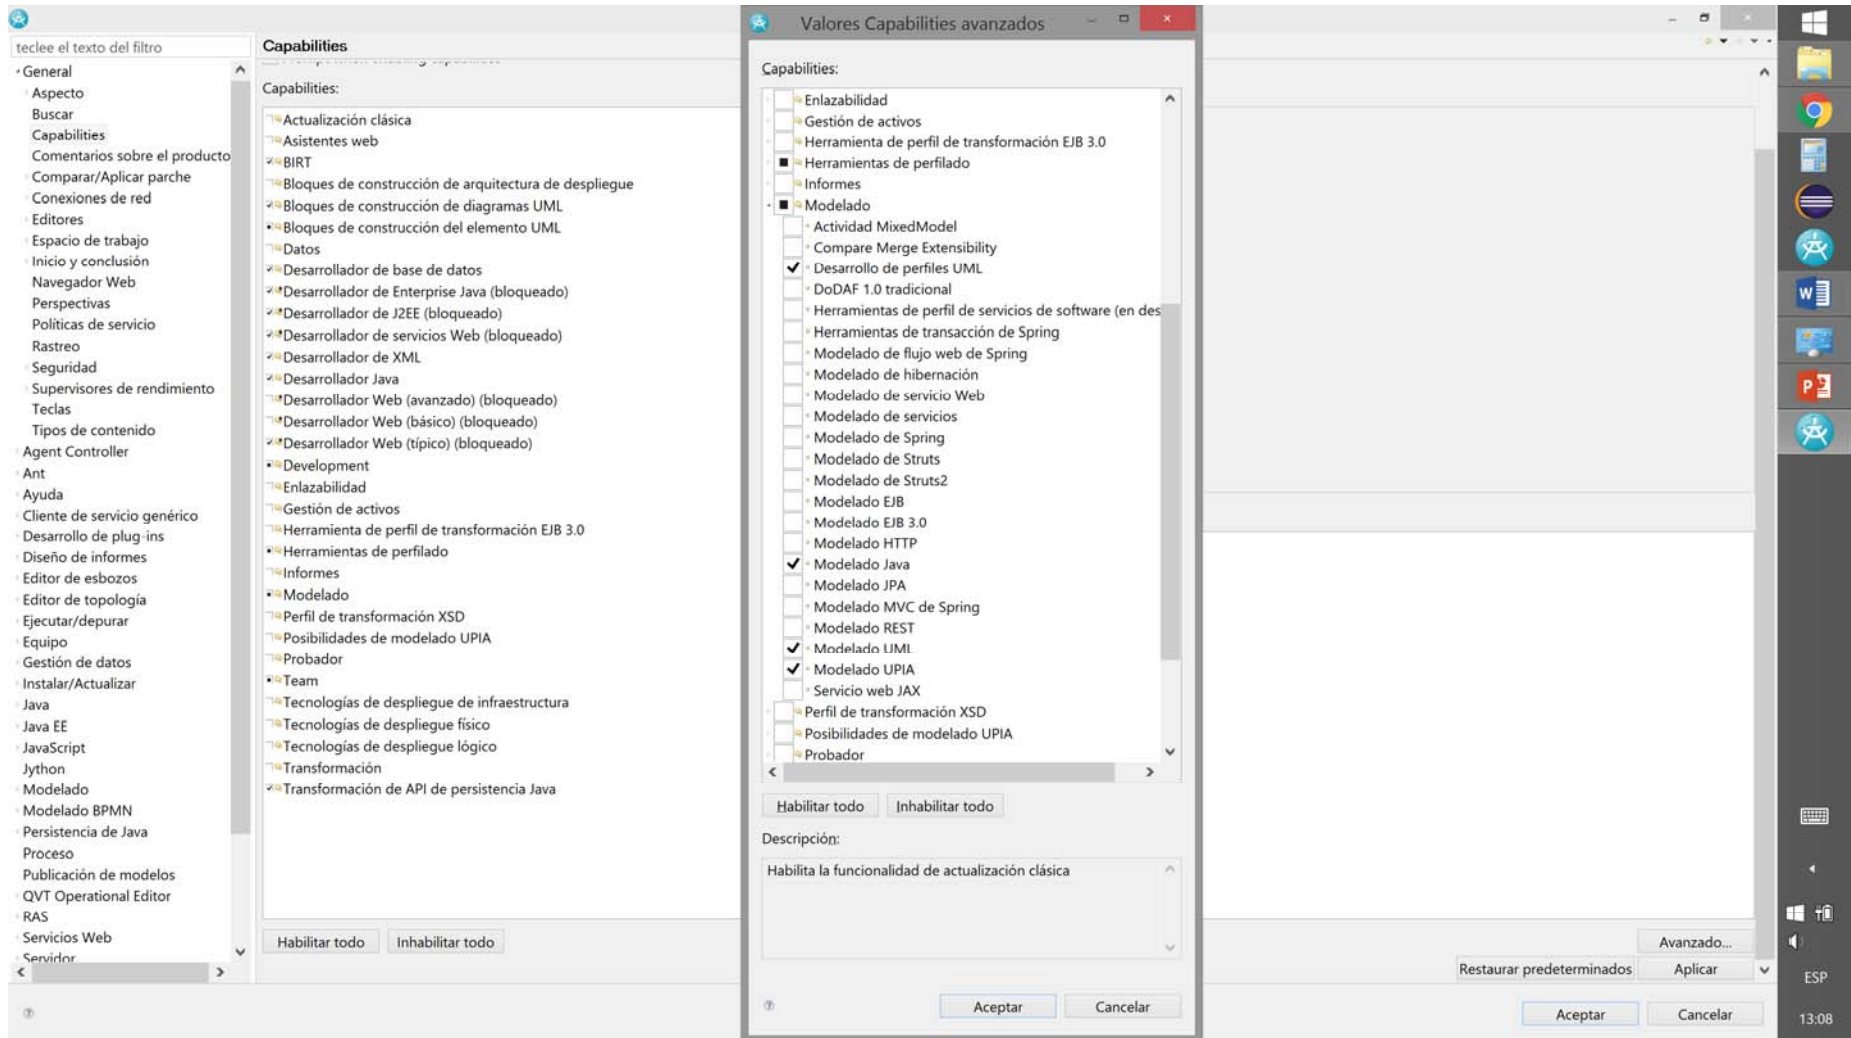 teclee el texto del filtro
General
Aspecto
Buscar
Capabilities
Comentarios sobre el producto
Comparar/Aplicar parche
Conexiones de red
Editores
Espacio de trabajo
Inicio y conclusión
Navegador Web
Perspectivas
Políticas de servicio
Rastreo
Seguridad
Supervisores de rendimiento
Teclas
Tipos de contenido
Agent Controller
Ant
Ayuda
Cliente de servicio genérico
Desarrollo de plug-ins
Diseño de informes
Editor de esbozos
Editor de topología
Ejecutar/depurar
Equipo
Gestión de datos
Instalar/Actualizar
Java
Java EE
JavaScript
Jython
Modelado
Modelado BPMN
Persistencia de Java
Proceso
Publicación de modelos
QVT Operational Editor
RAS
Servicios Web
Servidor
Capabilities
Capabilities:
Actualización clásica
Asistentes web
BIRT
Bloques de construcción de arquitectura de despliegue
Bloques de construcción de diagramas UML
Bloques de construcción del elemento UML
Datos
Desarrollador de base de datos
Desarrollador de Enterprise Java (bloqueado)
Desarrollador de J2EE (bloqueado)
Desarrollador de servicios Web (bloqueado)
Desarrollador de XML
Desarrollador Java
Desarrollador Web (avanzado) (bloqueado)
Desarrollador Web (básico) (bloqueado)
Desarrollador Web (típico) (bloqueado)
Development
Enlazabilidad
Gestión de activos
Herramienta de perfil de transformación EJB 3.0
Herramientas de perfilado
Informes
Modelado
Perfil de transformación XSD
Posibilidades de modelado UPIA
Probador
Team
Tecnologías de despliegue de infraestructura
Tecnologías de despliegue físico
Tecnologías de despliegue lógico
Transformación
Transformación de API de persistencia Java
Habilitar todo Inhabilitar todo
Valores Capabilities avanzados
Capabilities:
Enlazabilidad
Gestión de activos
Herramienta de perfil de transformación EJB 3.0
Herramientas de perfilado
Informes
Modelado
Actividad MixedModel
Compare Merge Extensibility
Desarrollo de perfiles UML
DoDAF 1.0 tradicional
Herramientas de perfil de servicios de software (en des
Herramientas de transacción de Spring
Modelado de flujo web de Spring
Modelado de hibernación
Modelado de servicio Web
Modelado de servicios
Modelado de Spring
Modelado de Struts
Modelado de Struts2
Modelado EJB
Modelado EJB 3.0
Modelado HTTP
Modelado Java
Modelado JPA
Modelado MVC de Spring
Modelado REST
Modelado UML
Modelado UPIA
Servicio web JAX
Perfil de transformación XSD
Posibilidades de modelado UPIA
Probador
Habilitar todo Inhabilitar todo
Descripción:
Habilita la funcionalidad de actualización clásica
Aceptar Cancelar
Avanzado...
Restaurar predeterminados Aplicar
Aceptar Cancelar
ESP
13:08